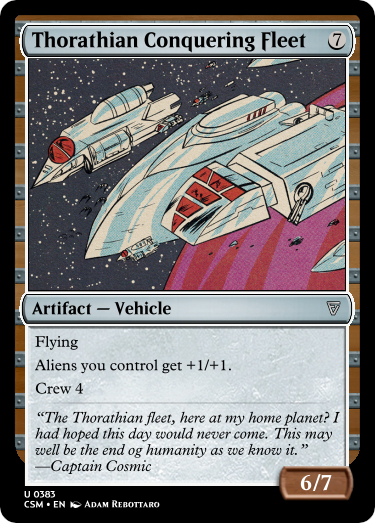 Thorathian Conquering Fleet 7
Artifact — Vehicle
Flying
Aliens you control get +1/+1.
Crew 4
“The Thorathian fleet, here at my home planet? I
had hoped this day would never come. This may
well be the end og humanity as we know it.”
—Captain Cosmic
6/7
U 0383
CSM • EN Adam Rebottaro